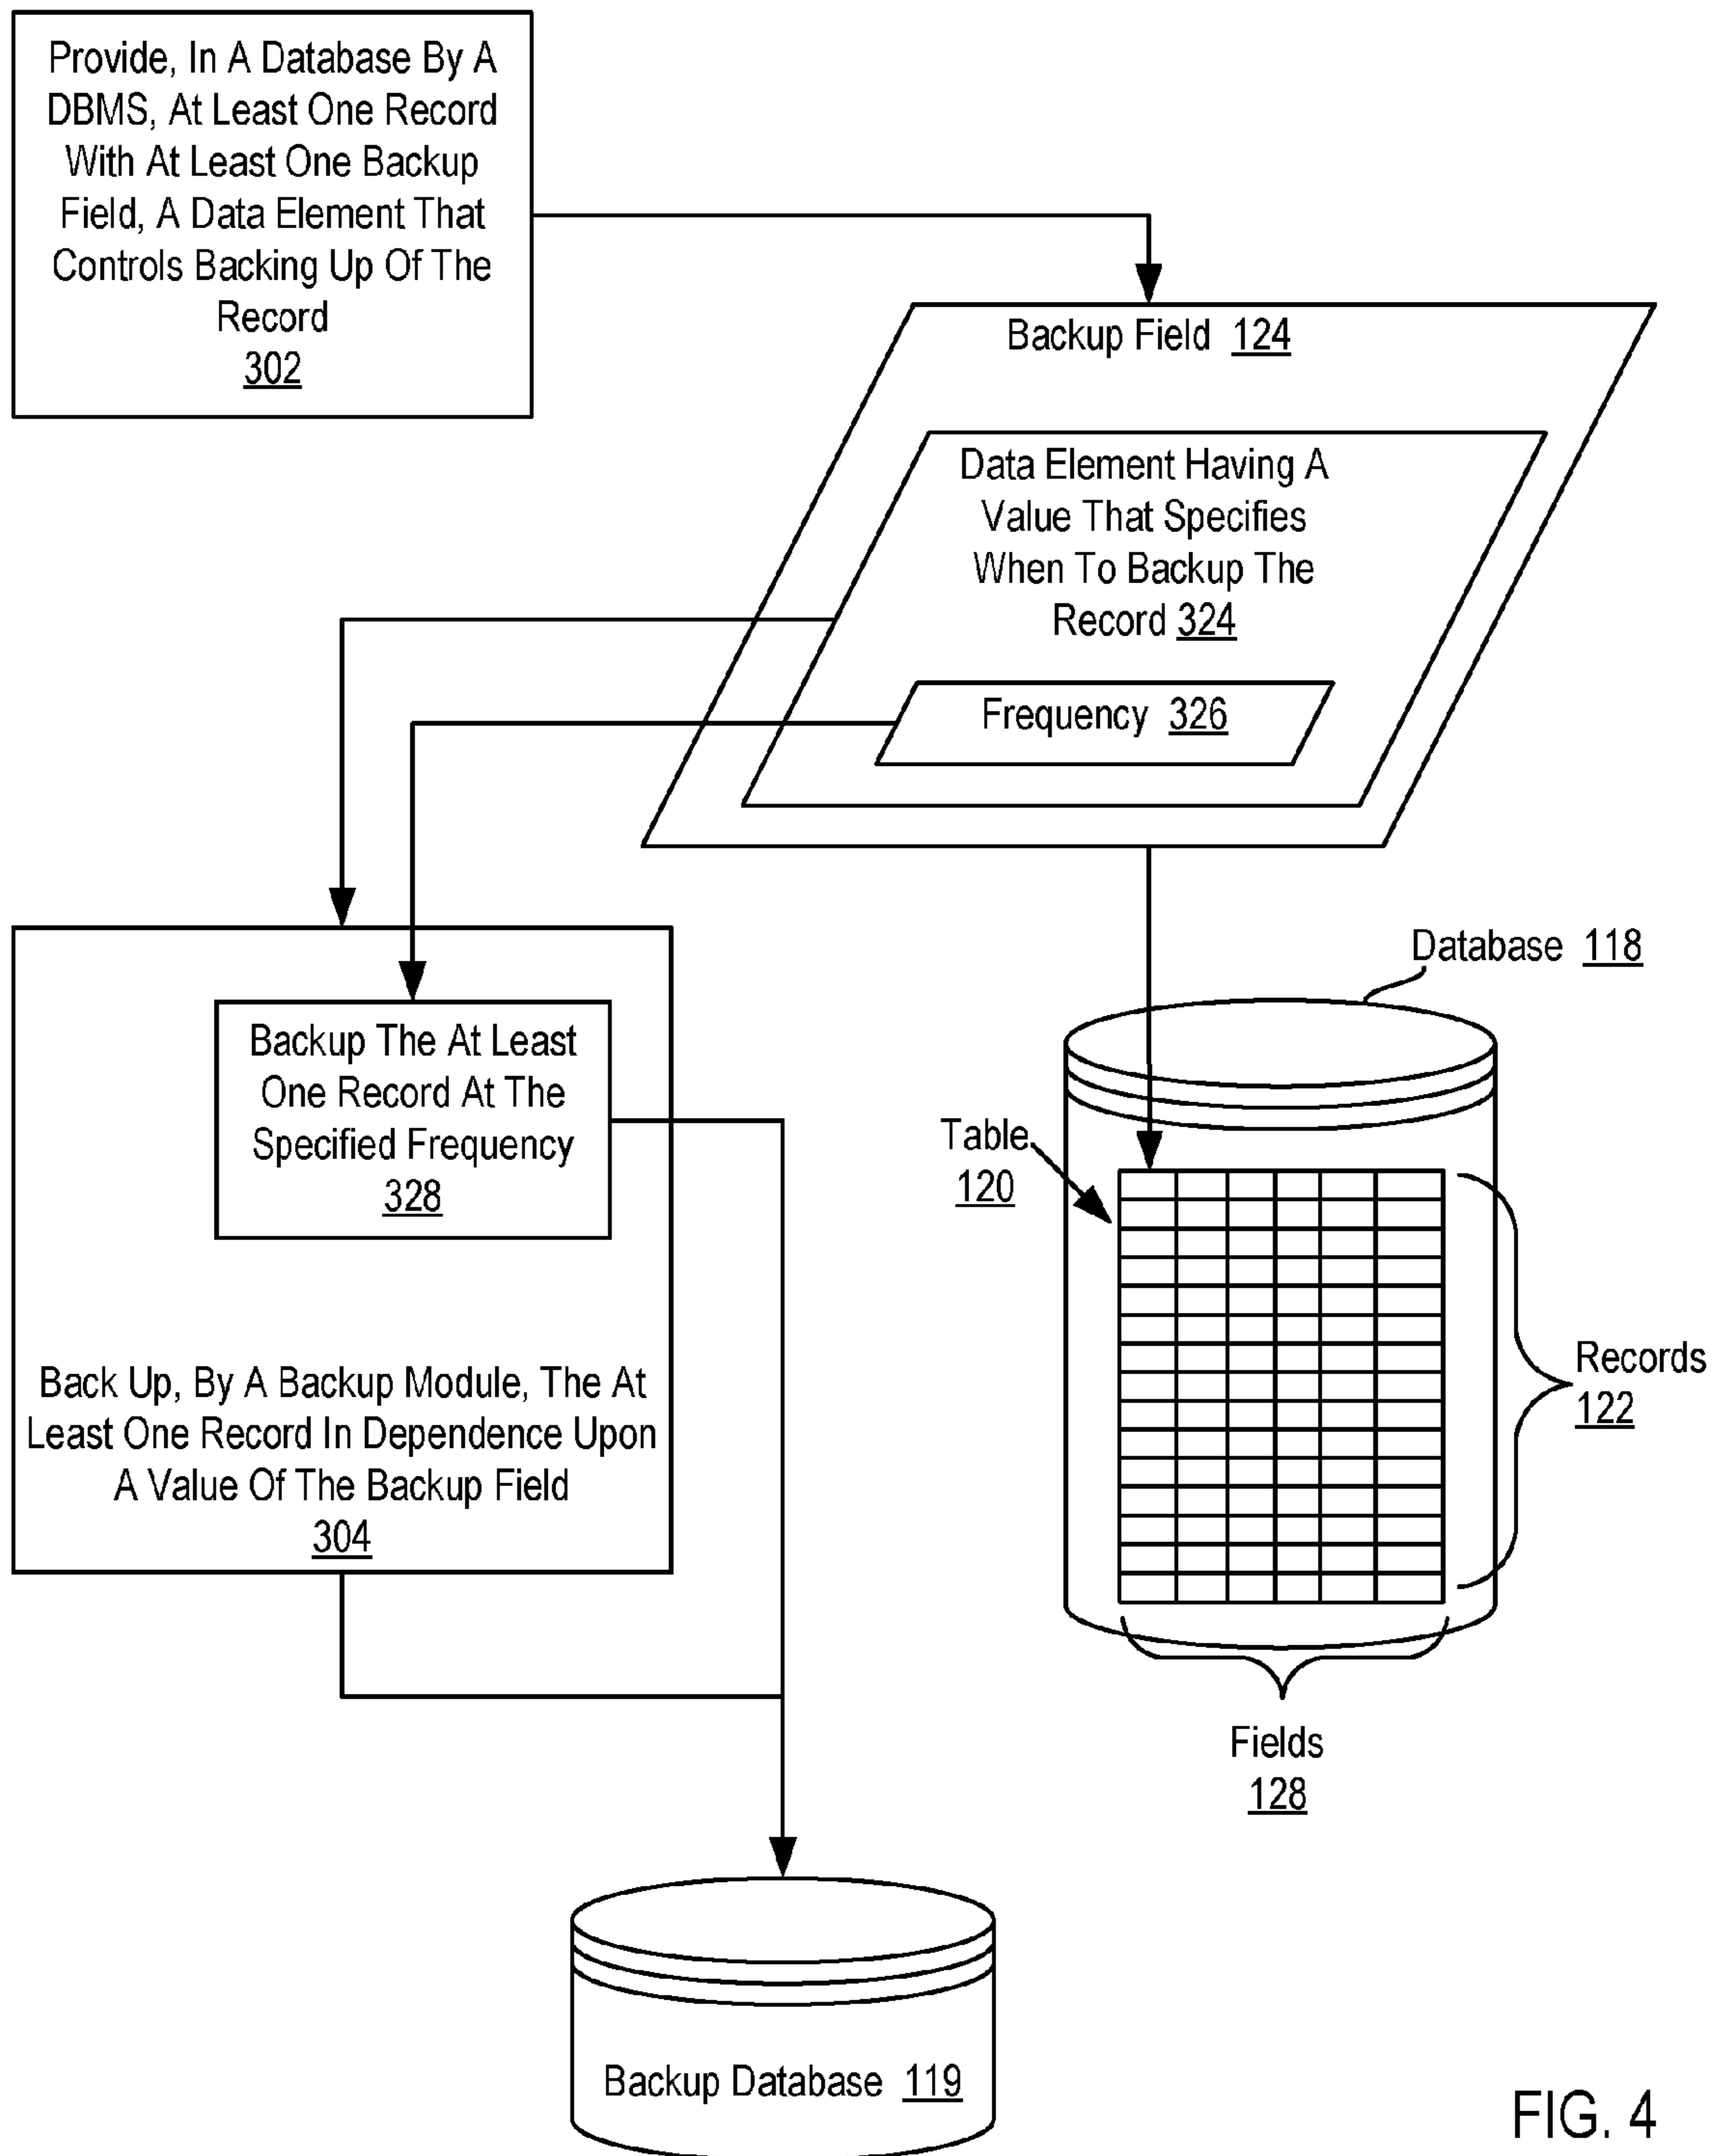 Provide, In A Database By A
DBMS, At Least One Record
With At Least One Backup
Field, A Data Element That
Controls Backing Up Of The
Record
302
Backup Field 124
Data Element Having A
Value That Specifies
When To Backup The
Record 324
Frequency 326
Backup The At Least
One Record At The
Specified Frequency
328
Back Up, By A Backup Module, The At
Least One Record In Dependence Upon
A Value Of The Backup Field
304
Database 118
Table
120
Records
122
Fields
128
Backup Database 119
FIG. 4